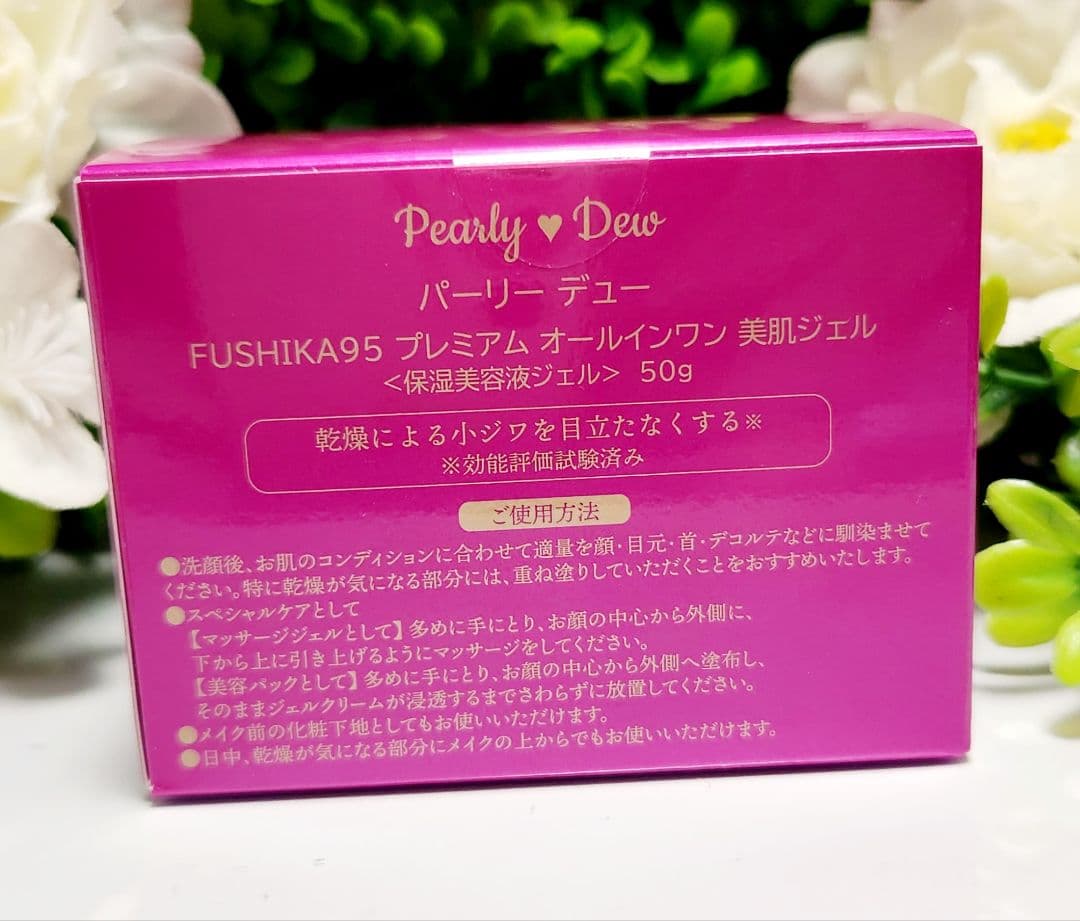 Pearly ♥ Dew
パーリー デュー
FUSHIKA95 プレミアム オールインワン 美肌ジェル
<保湿美容液ジェル> 50g
乾燥による小ジワを目立たなくする※
※効能評価試験済み
ご使用方法
●洗顔後、お肌のコンディションに合わせて適量を顔・目元・首・デコルテなどに馴染ませて
ください。特に乾燥が気になる部分には、重ね塗りしていただくことをおすすめいたします。
●スペシャルケアとして
【マッサージジェルとして】多めに手にとり、お顔の中心から外側に、
下から上に引き上げるようにマッサージをしてください。
【美容パックとして】多めに手にとり、お顔の中心から外側へ塗布し、
そのままジェルクリームが浸透するまでさわらずに放置してください。
●メイク前の化粧下地としてもお使いいただけます。
●日中、乾燥が気になる部分にメイクの上からでもお使いいただけます。